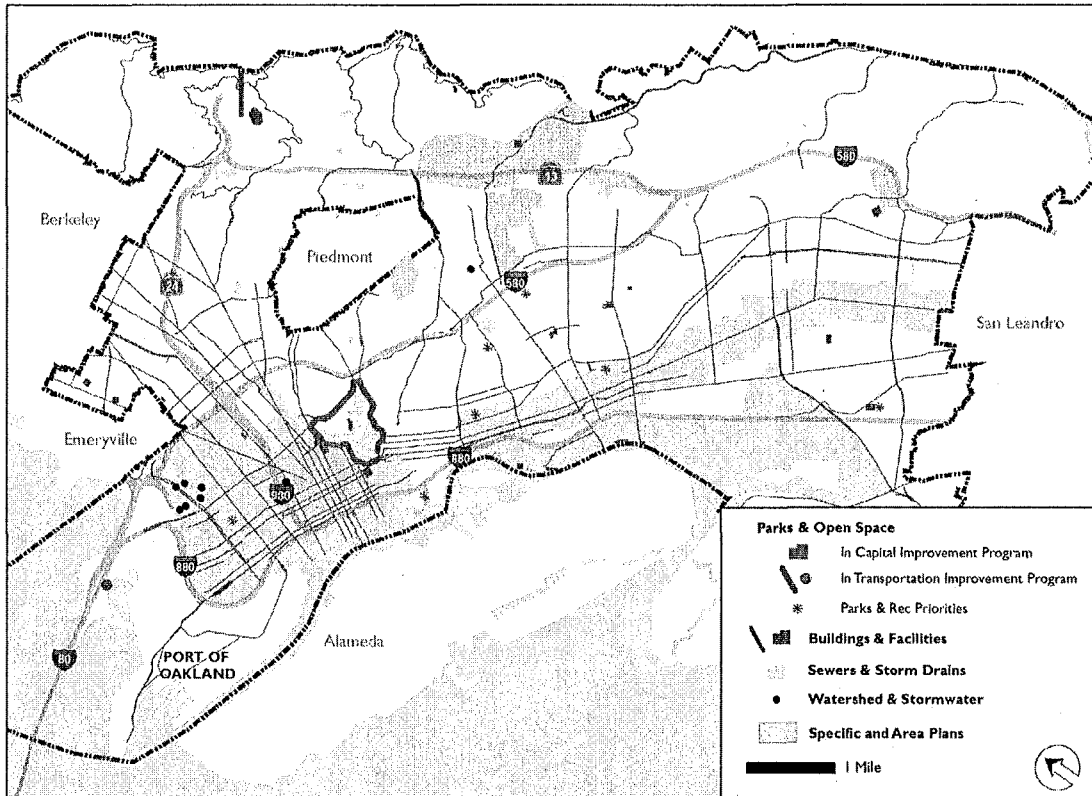 580
13
Berkeley
Piedmont
24
580
San Leandro
Emeryville
880
980
880
Alameda
80
PORT OF
OAKLAND
Parks & Open Space
In Capital Improvement Program
In Transportation Improvement Program
Parks & Rec Priorities
Buildings & Facilities
Sewers & Storm Drains
Watershed & Stormwater
Specific and Area Plans
1 Mile